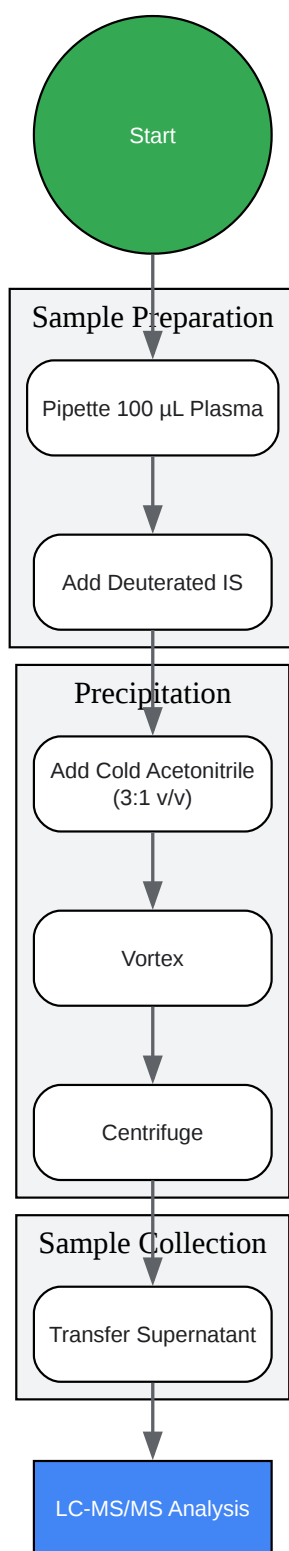 Start
Sample Preparation
Pipette 100 µL Plasma
Add Deuterated IS
Precipitation
Add Cold Acetonitrile
(3:1 v/v)
Vortex
Centrifuge
Sample Collection
Transfer Supernatant
LC-MS/MS Analysis